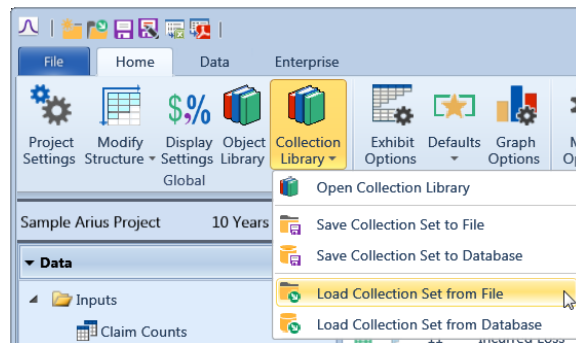 File Home Data Enterprise
Project Settings
Modify Structure
$,% Display Settings
Object Library
Collection Library
Exhibit Options
Defaults
Graph Options
Global
Open Collection Library
Save Collection Set to File
Save Collection Set to Database
Load Collection Set from File
Load Collection Set from Database
Sample Arius Project 10 Years
Data
Inputs
Claim Counts
11 Incurred Loss